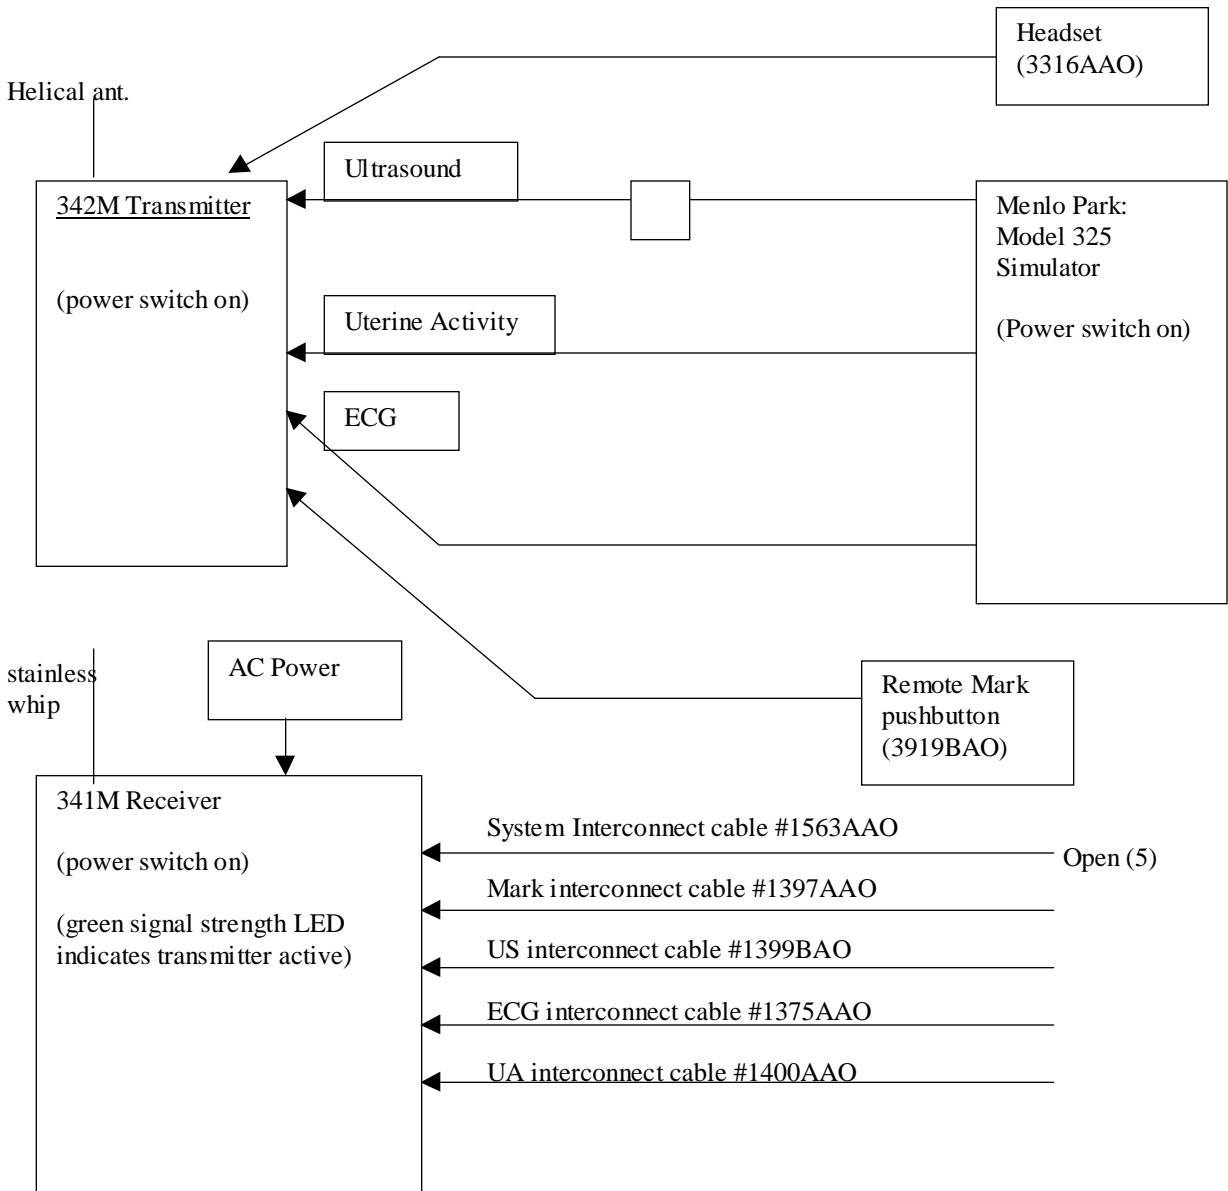 Headset
(3316AAO)
Helical ant.
Ultrasound
342M Transmitter
(power switch on)
Menlo Park:
Model 325
Simulator
(Power switch on)
Uterine Activity
ECG
stainless
whip
AC Power
Remote Mark
pushbutton
(3919BAO)
341M Receiver
(power switch on)
(green signal strength LED
indicates transmitter active)
System Interconnect cable #1563AAO
Open (5)
Mark interconnect cable #1397AAO
US interconnect cable #1399BAO
ECG interconnect cable #1375AAO
UA interconnect cable #1400AAO